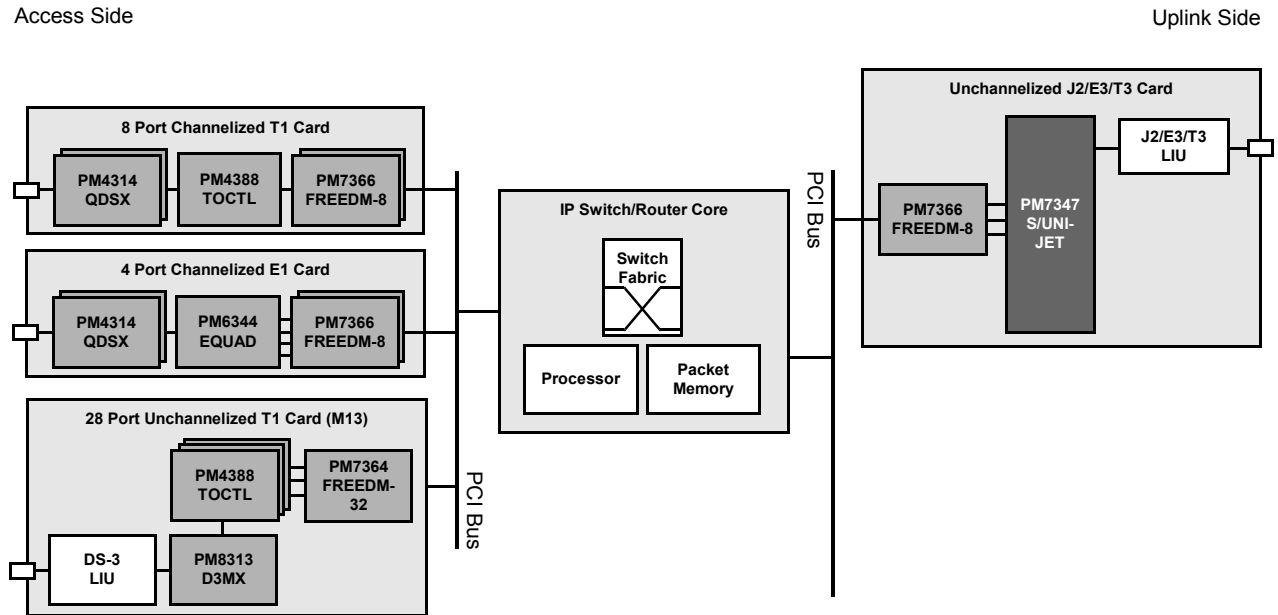 Access Side
Uplink Side
8 Port Channelized T1 Card
PM4314
QDSX
PM4388
TOCTL
PM7366
FREEDM-8
4 Port Channelized E1 Card
PM4314
QDSX
PM6344
EQUAD
PM7366
FREEDM-8
28 Port Unchannelized T1 Card (M13)
PM4388
TOCTL
PM7364
FREEDM-
32
DS-3
LIU
PM8313
D3MX
PCI Bus
IP Switch/Router Core
Switch
Fabric
Processor
Packet
Memory
PCI Bus
Unchannelized J2/E3/T3 Card
PM7366
FREEDM-8
PM7347
S/UNI-
JET
J2/E3/T3
LIU